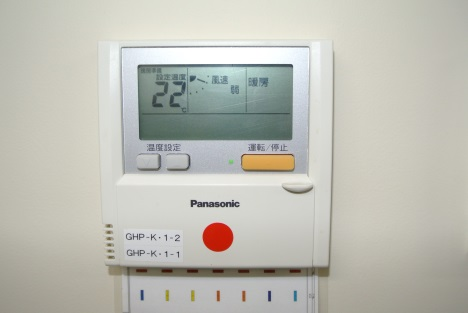 設定温度
22
風速
弱
暖房
温度設定
運転/停止
Panasonic
GHP-K・1-2
GHP-K・1-1